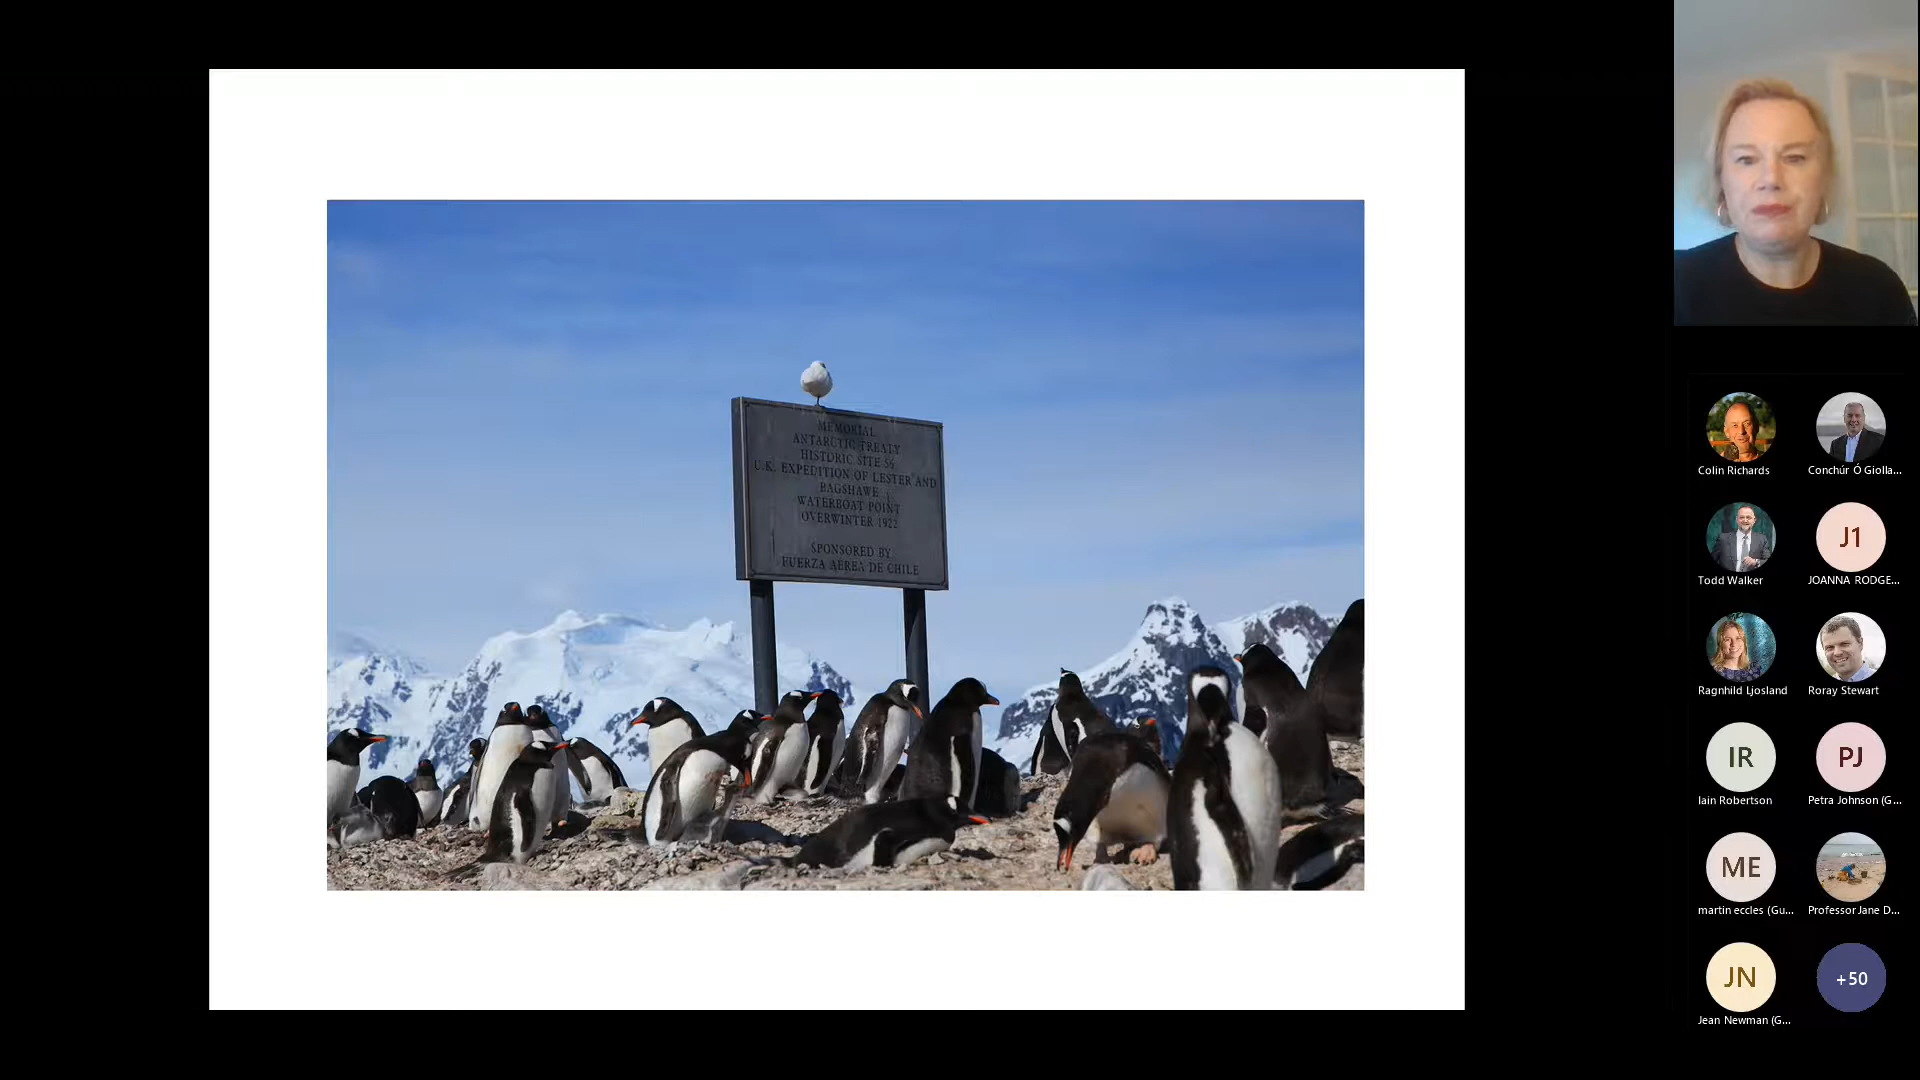 MEMORIAL
ANTARCTIC TREATY
HISTORIC SITE 56
U.K. EXPEDITION OF LESTER AND
BAGSHAWE
WATERBOAT POINT
OVERWINTER 1922
SPONSORED BY
FUERZA AÉREA DE CHILE
Colin Richards
Conchúr Ó Giolla...
Todd Walker
J1
JOANNA RODGE...
Ragnhild Ljosland
Roray Stewart
IR
Iain Robertson
PJ
Petra Johnson (G...
ME
martin eccles (Gu...
Professor Jane D...
JN
Jean Newman (G...
+50